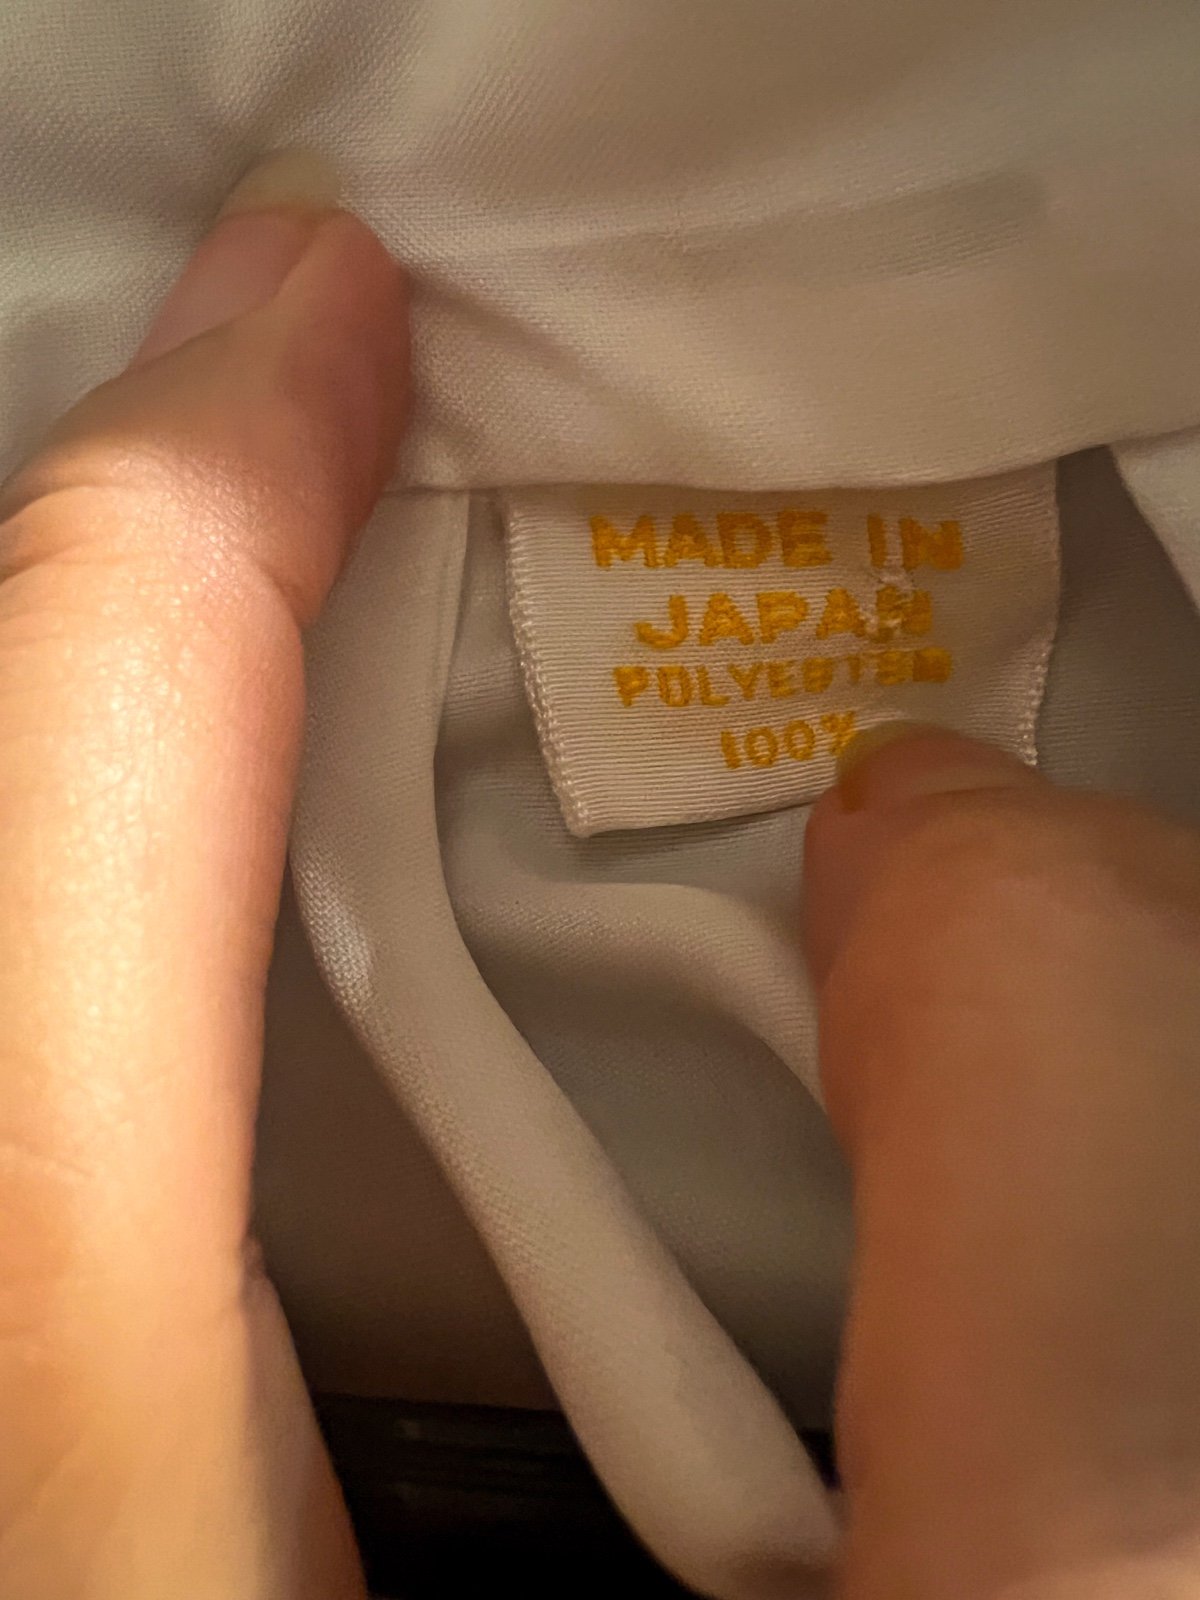 MADE IN
JAPAN
POLYESTER
100%